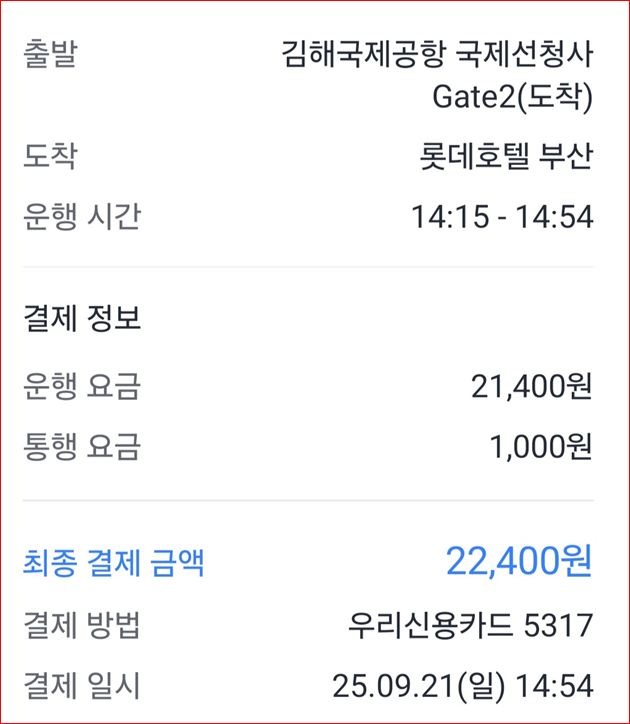 출발 김해국제공항 국제선청사
Gate2(도착)
도착 롯데호텔 부산
운행 시간 14:15 - 14:54
결제 정보
운행 요금 21,400원
통행 요금 1,000원
최종 결제 금액 22,400원
결제 방법 우리신용카드 5317
결제 일시 25.09.21(일) 14:54